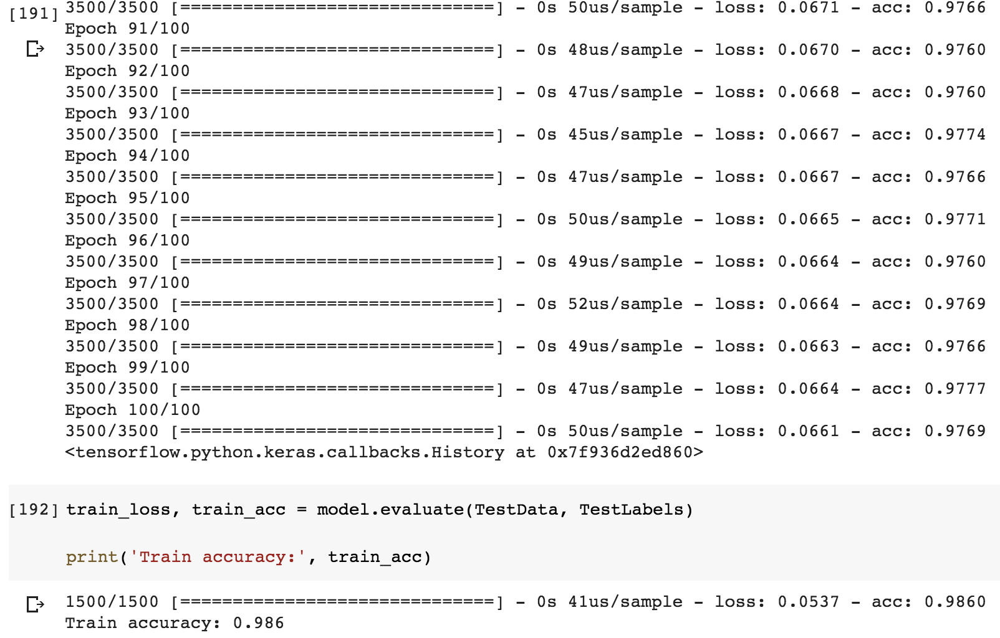 [191] 3500/3500 [==============================] - 0s 50us/sample - loss: 0.0671 - acc: 0.9766
Epoch 91/100
3500/3500 [==============================] - 0s 48us/sample - loss: 0.0670 - acc: 0.9760
Epoch 92/100
3500/3500 [==============================] - 0s 47us/sample - loss: 0.0668 - acc: 0.9760
Epoch 93/100
3500/3500 [==============================] - 0s 45us/sample - loss: 0.0667 - acc: 0.9774
Epoch 94/100
3500/3500 [==============================] - 0s 47us/sample - loss: 0.0667 - acc: 0.9766
Epoch 95/100
3500/3500 [==============================] - 0s 50us/sample - loss: 0.0665 - acc: 0.9771
Epoch 96/100
3500/3500 [==============================] - 0s 49us/sample - loss: 0.0664 - acc: 0.9760
Epoch 97/100
3500/3500 [==============================] - 0s 52us/sample - loss: 0.0664 - acc: 0.9769
Epoch 98/100
3500/3500 [==============================] - 0s 49us/sample - loss: 0.0663 - acc: 0.9766
Epoch 99/100
3500/3500 [==============================] - 0s 47us/sample - loss: 0.0664 - acc: 0.9777
Epoch 100/100
3500/3500 [==============================] - 0s 50us/sample - loss: 0.0661 - acc: 0.9769
<tensorflow.python.keras.callbacks.History at 0x7f936d2ed860>
[192] train_loss, train_acc = model.evaluate(TestData, TestLabels)
print('Train accuracy:', train_acc)
1500/1500 [==============================] - 0s 41us/sample - loss: 0.0537 - acc: 0.9860
Train accuracy: 0.986